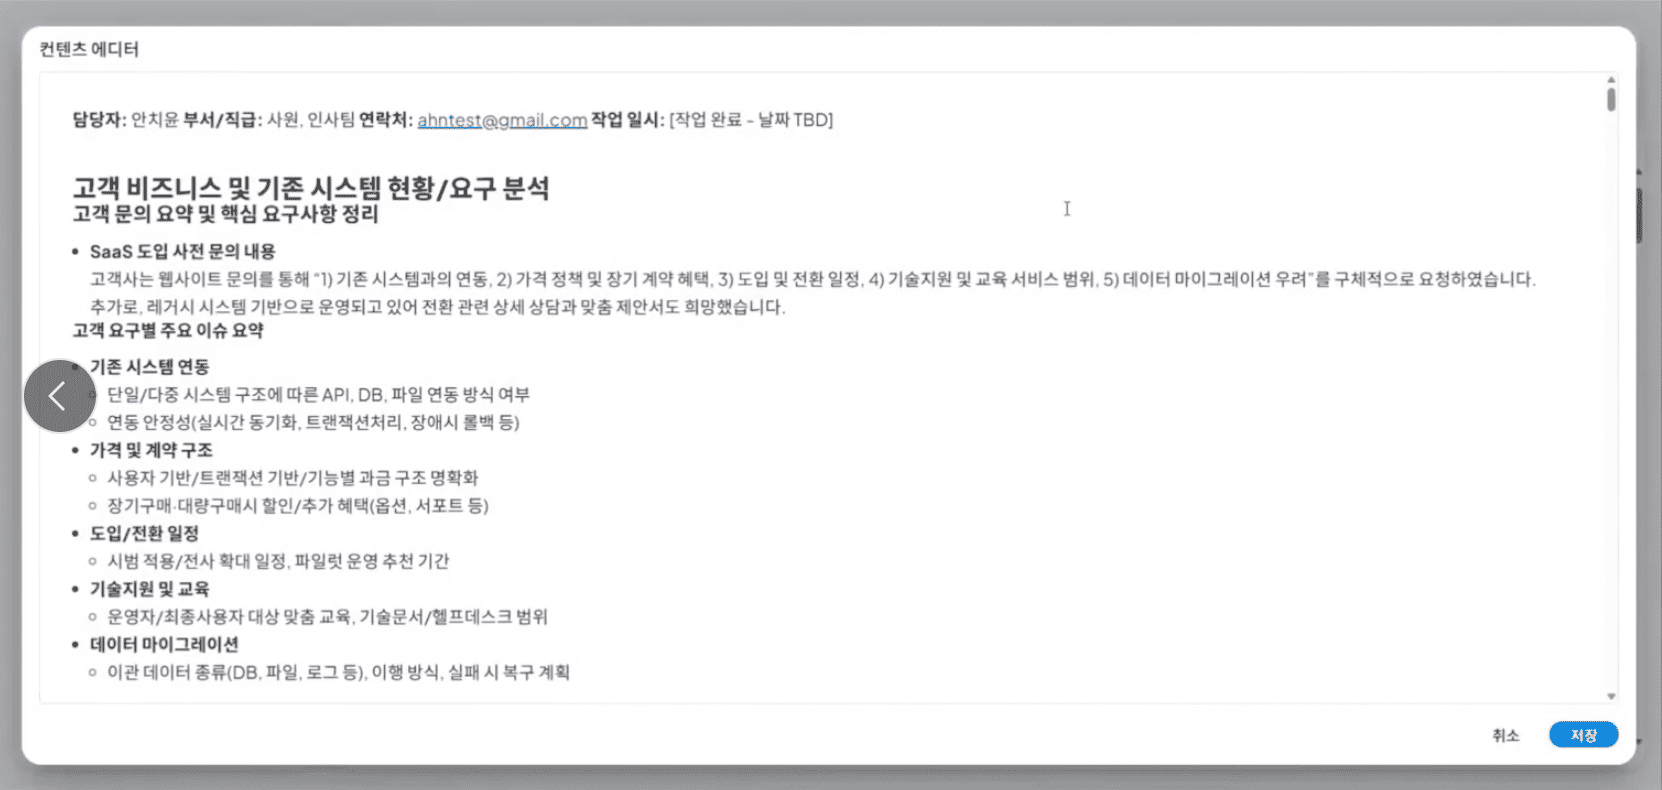 컨텐츠 에디터
담당자: 안치윤 부서/직급: 사원, 인사팀 연락처: ahntest@gmail.com 작업 일시: [작업 완료 - 날짜 TBD]
고객 비즈니스 및 기존 시스템 현황/요구 분석
고객 문의 요약 및 핵심 요구사항 정리
• SaaS 도입 사전 문의 내용
고객사는 웹사이트 문의를 통해 “1) 기존 시스템과의 연동, 2) 가격 정책 및 장기 계약 혜택, 3) 도입 및 전환 일정, 4) 기술지원 및 교육 서비스 범위, 5) 데이터 마이그레이션 우려”를 구체적으로 요청하였습니다.
추가로, 레거시 시스템 기반으로 운영되고 있어 전환 관련 상세 상담과 맞춤 제안서도 희망했습니다.
고객 요구별 주요 이슈 요약
• 기존 시스템 연동
○ 단일/다중 시스템 구조에 따른 API, DB, 파일 연동 방식 여부
○ 연동 안정성(실시간 동기화, 트랜잭션처리, 장애시 롤백 등)
• 가격 및 계약 구조
○ 사용자 기반/트랜잭션 기반/기능별 과금 구조 명확화
○ 장기구매·대량구매시 할인/추가 혜택(옵션, 서포트 등)
• 도입/전환 일정
○ 시범 적용/전사 확대 일정, 파일럿 운영 추천 기간
• 기술지원 및 교육
○ 운영자/최종사용자 대상 맞춤 교육, 기술문서/헬프데스크 범위
• 데이터 마이그레이션
○ 이관 데이터 종류(DB, 파일, 로그 등), 이행 방식, 실패 시 복구 계획
취소
저장